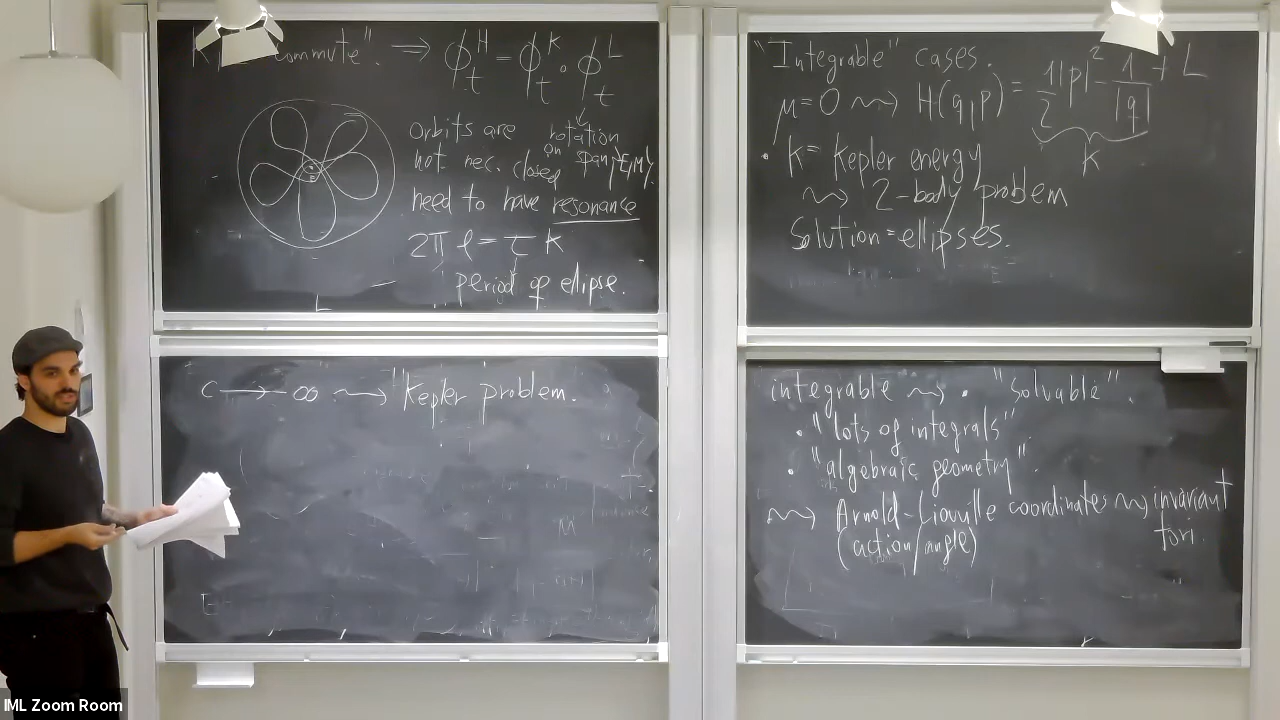 commute". ⟹ ϕ_t^H = ϕ_t^K ∘ ϕ_t^L
orbits are
not nec. closed
rotation
on span {E,M}.
need to have resonance
2π l = τ k
period of ellipse.
c → ∞ ⇝ "Kepler problem.
"Integrable" cases.
μ=0 ⇝ H(q,p) = 1/2 |p|² - 1/|q| + L
K
• K = Kepler energy
⇝ 2-body problem
Solution = ellipses.
integrable ⇝ • "solvable".
• "lots of integrals"
• "algebraic geometry".
⇝ Arnold-Liouville coordinates ⇝ invariant
(action/angle)
tori.
IML Zoom Room